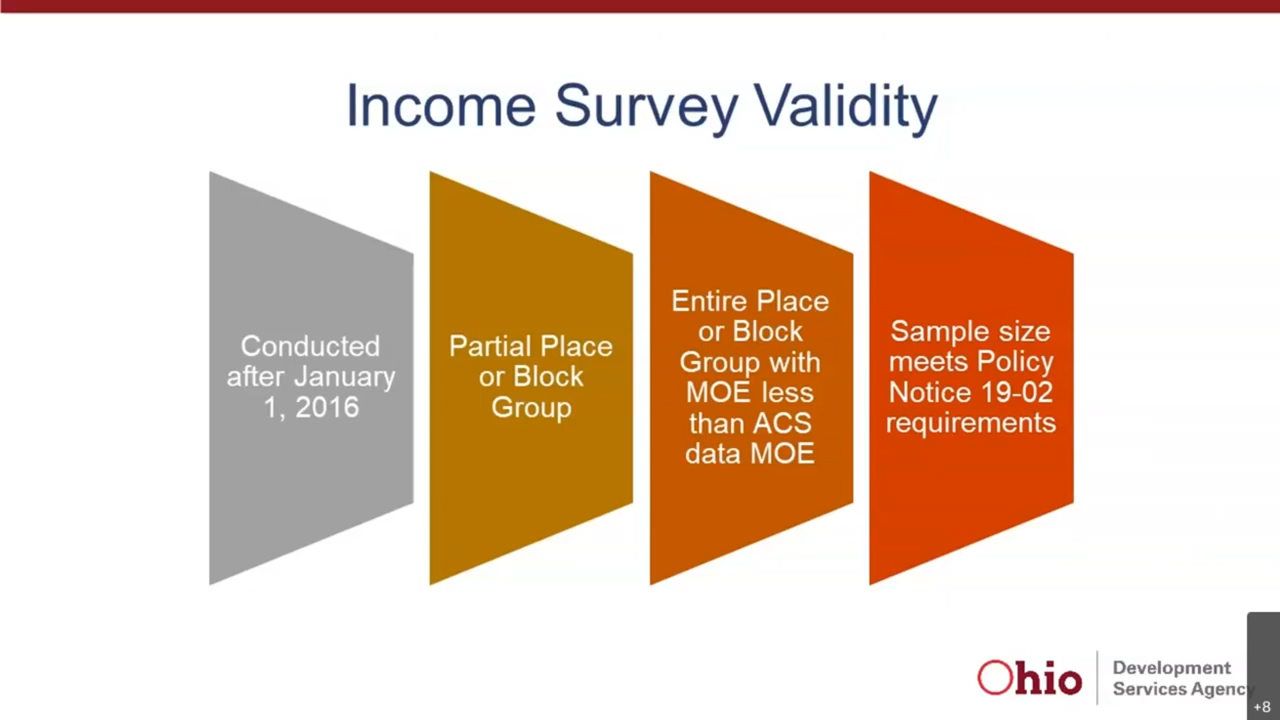 Income Survey Validity
Conducted
after January
1, 2016
Partial Place
or Block
Group
Entire Place
or Block
Group with
MOE less
than ACS
data MOE
Sample size
meets Policy
Notice 19-02
requirements
Ohio
Development
Services Agency
+8